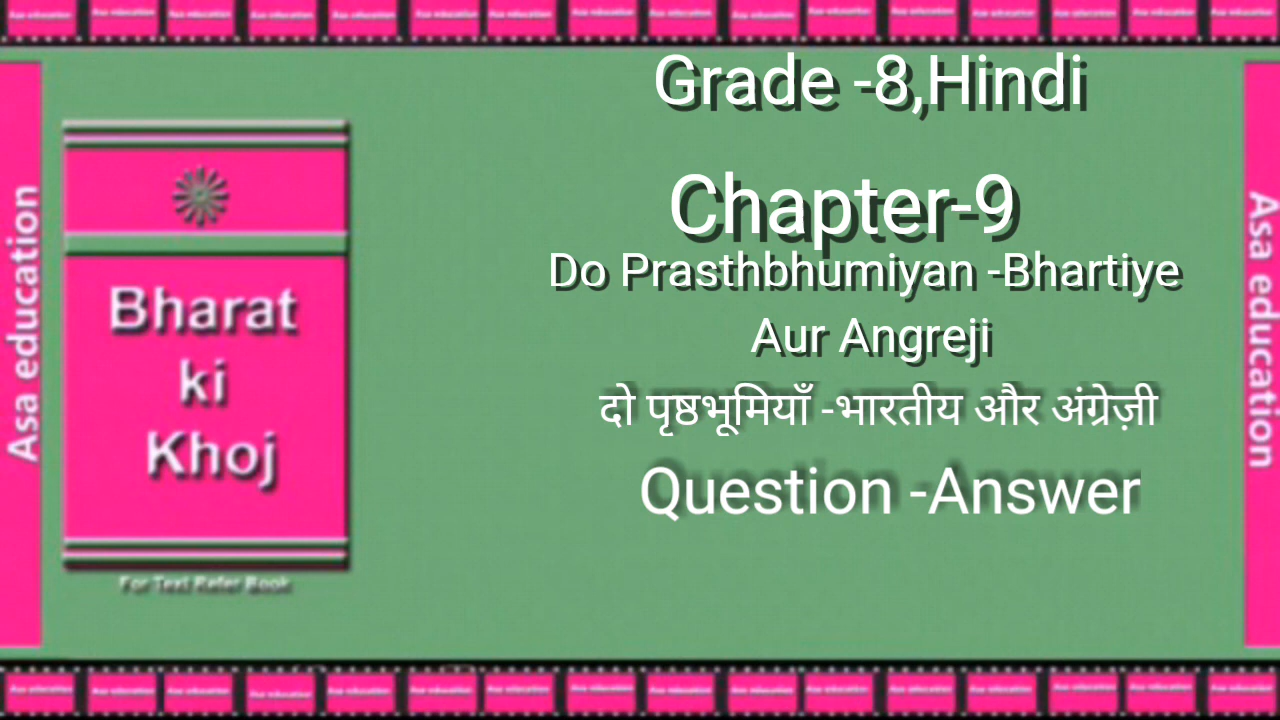 Grade -8,Hindi
Chapter-9
Do Prasthbhumiyan -Bhartiye
Aur Angreji
दो पृष्ठभूमियाँ -भारतीय और अंग्रेज़ी
Question -Answer
Bharat
ki
Khoj
For Text Refer Book
Asa education
Asa education